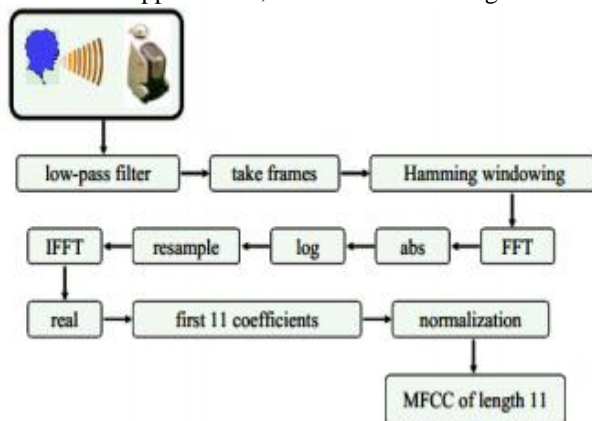 low-pass filter
take frames
Hamming windowing
FFT
abs
log
resample
IFFT
real
first 11 coefficients
normalization
MFCC of length 11